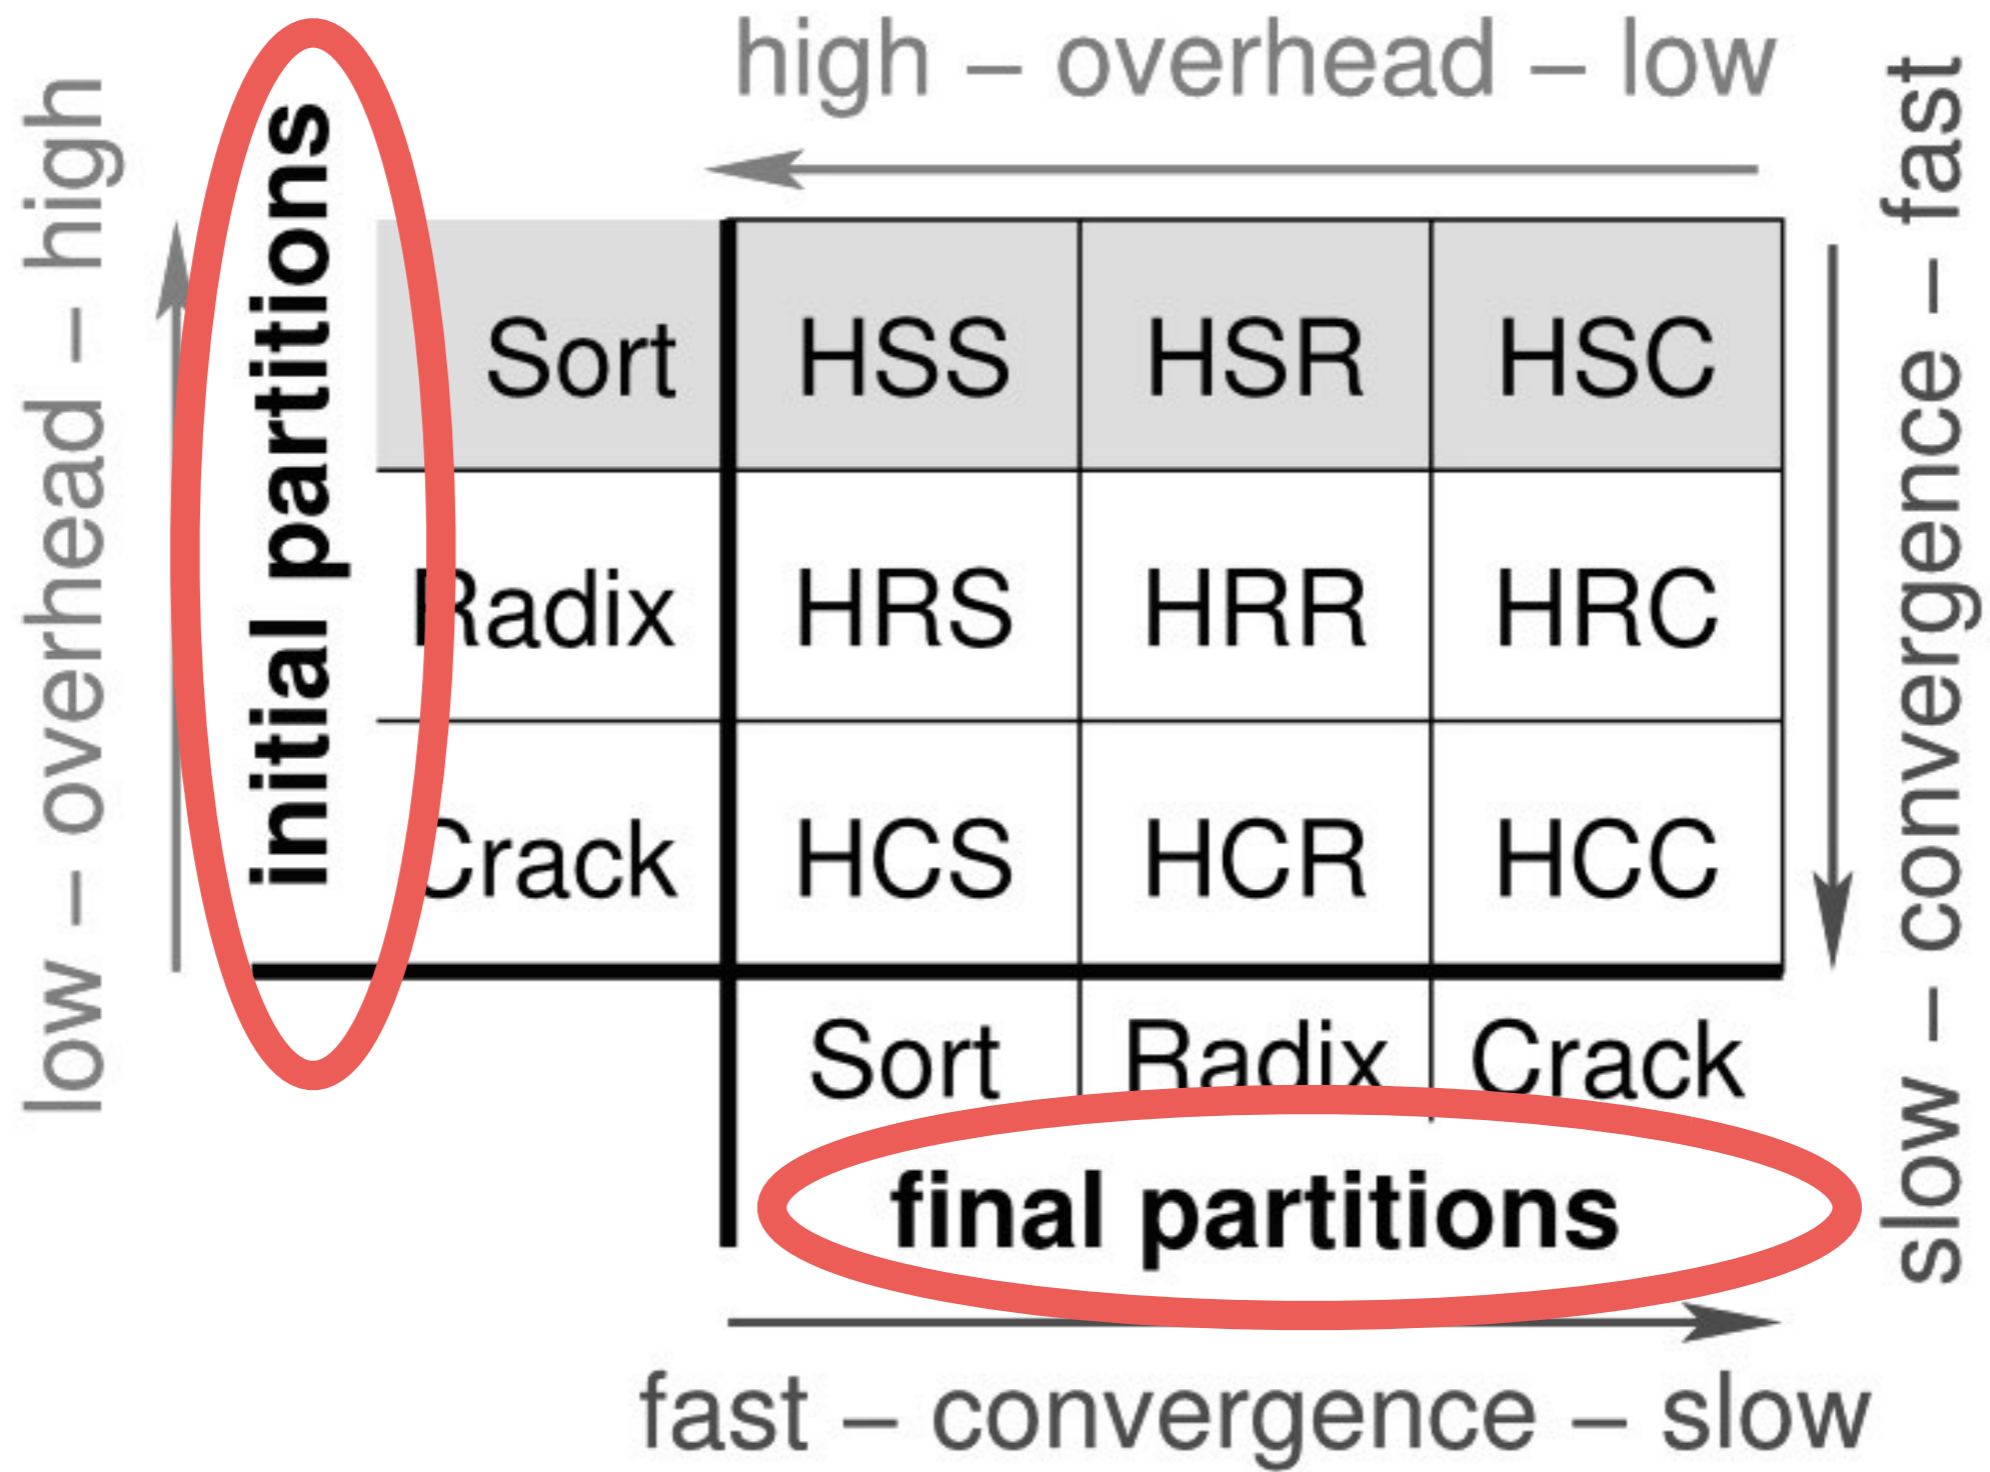 high – overhead – low
low – overhead – high
initial partitions
slow – convergence – fast
Sort HSS HSR HSC
Radix HRS HRR HRC
Crack HCS HCR HCC
Sort Radix Crack
final partitions
fast – convergence – slow